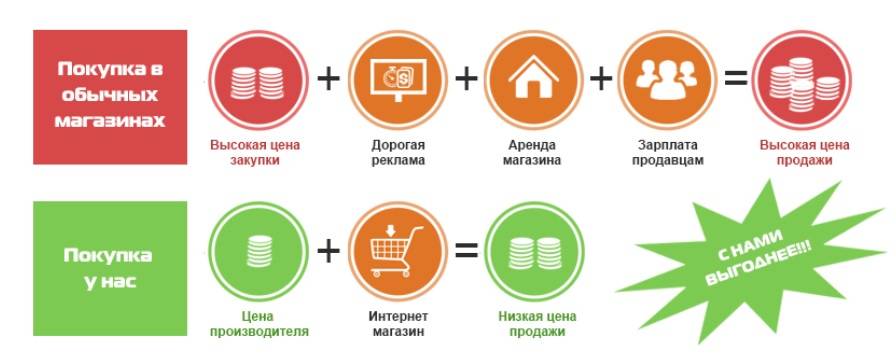 Покупка в
обычных
магазинах
+
+
+
=
Высокая цена
закупки
Дорогая
реклама
Аренда
магазина
Зарплата
продавцам
Высокая цена
продажи
Покупка
у нас
+
=
Цена
производителя
Интернет
магазин
Низкая цена
продажи
С НАМИ
ВЫГОДНЕЕ!!!